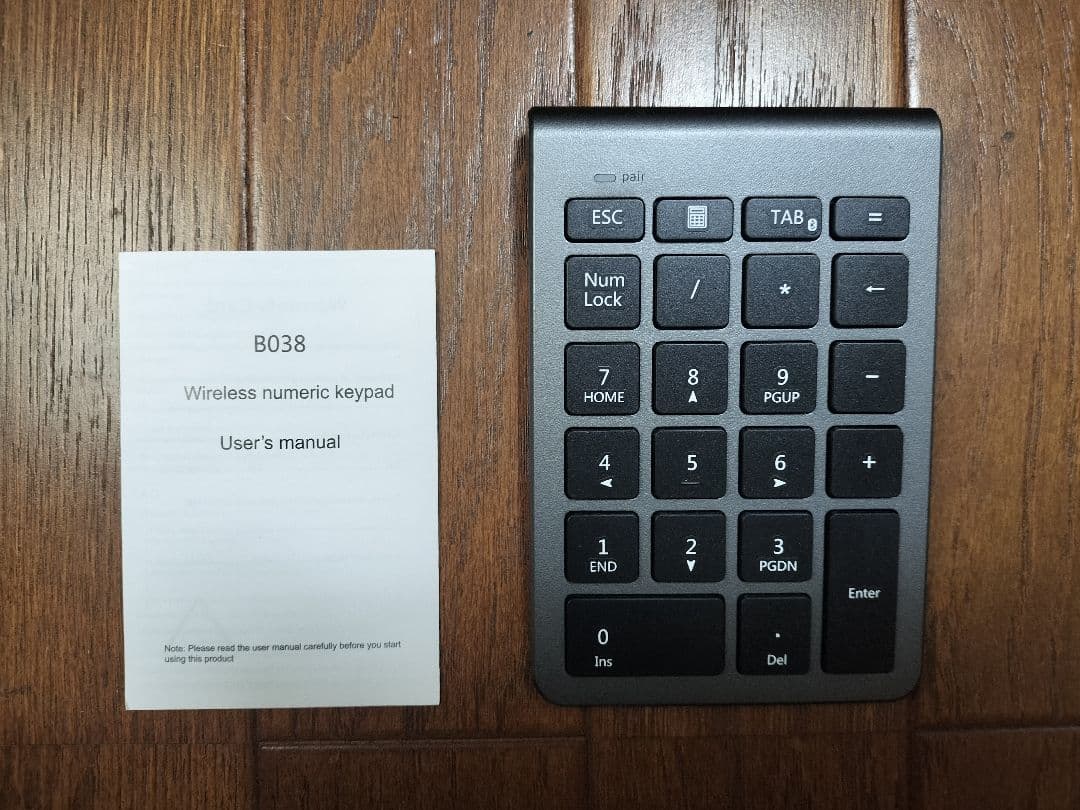 B038
Wireless numeric keypad
User's manual
Note: Please read the user manual carefully before you start
using this product
pair
ESC
TAB
=
Num
Lock
/
*
←
7
HOME
8
9
PGUP
-
4
5
6
+
1
END
2
3
PGDN
Enter
0
Ins
.
Del